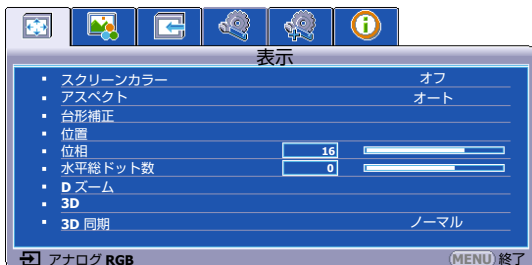 表示
▪ スクリーンカラー オフ
▪ アスペクト オート
▪ 台形補正
▪ 位置
▪ 位相 16
▪ 水平総ドット数 0
▪ D ズーム
▪ 3D
▪ 3D 同期 ノーマル
アナログ RGB MENU 終了